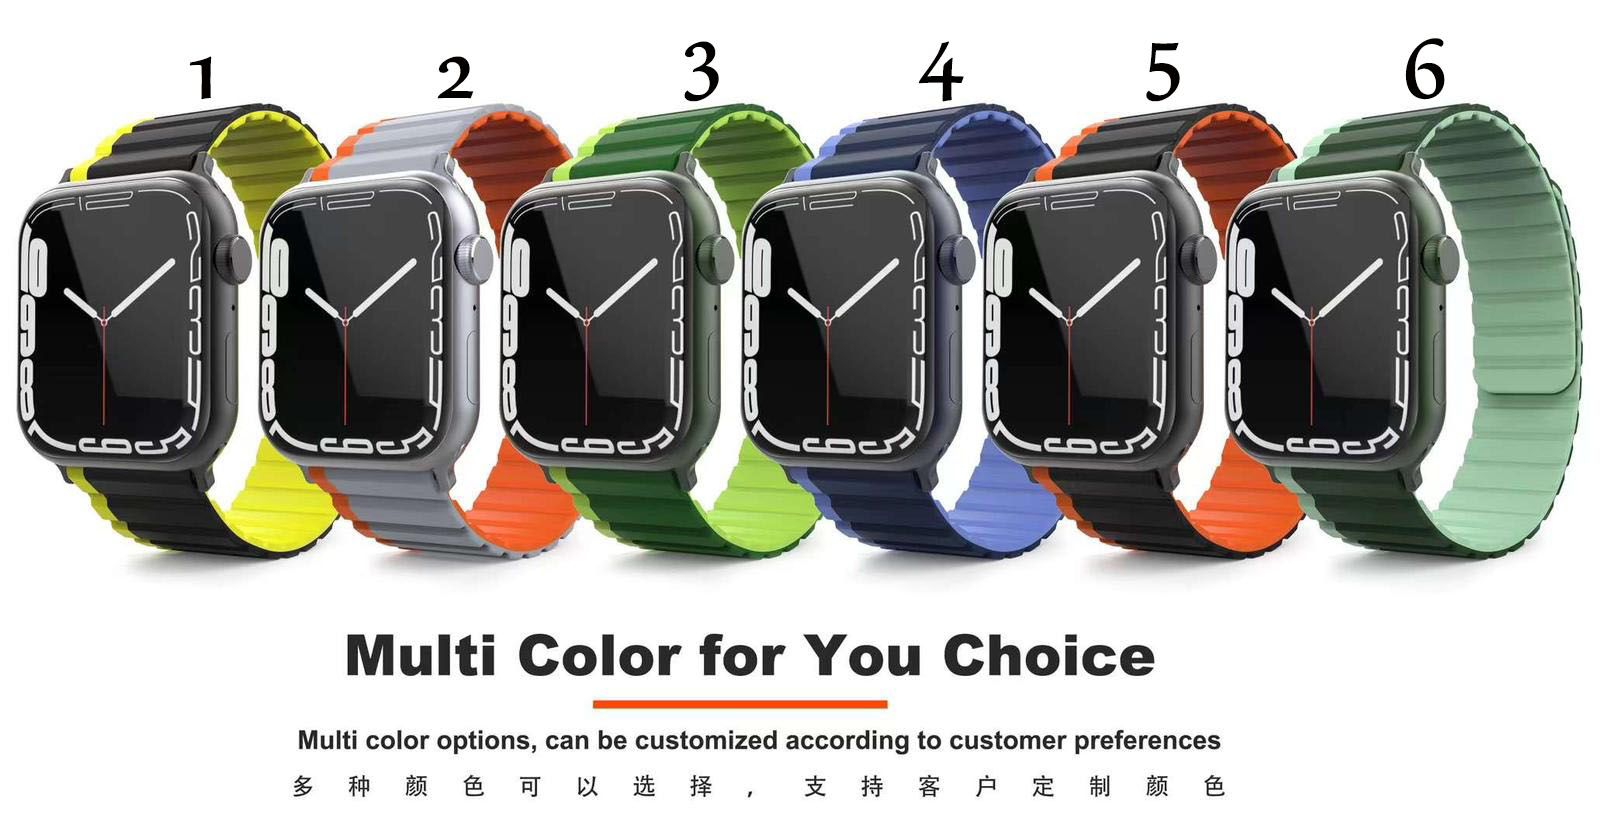 1 2 3 4 5 6
Multi Color for You Choice
Multi color options, can be customized according to customer preferences
多种颜色可以选择，支持客户定制颜色